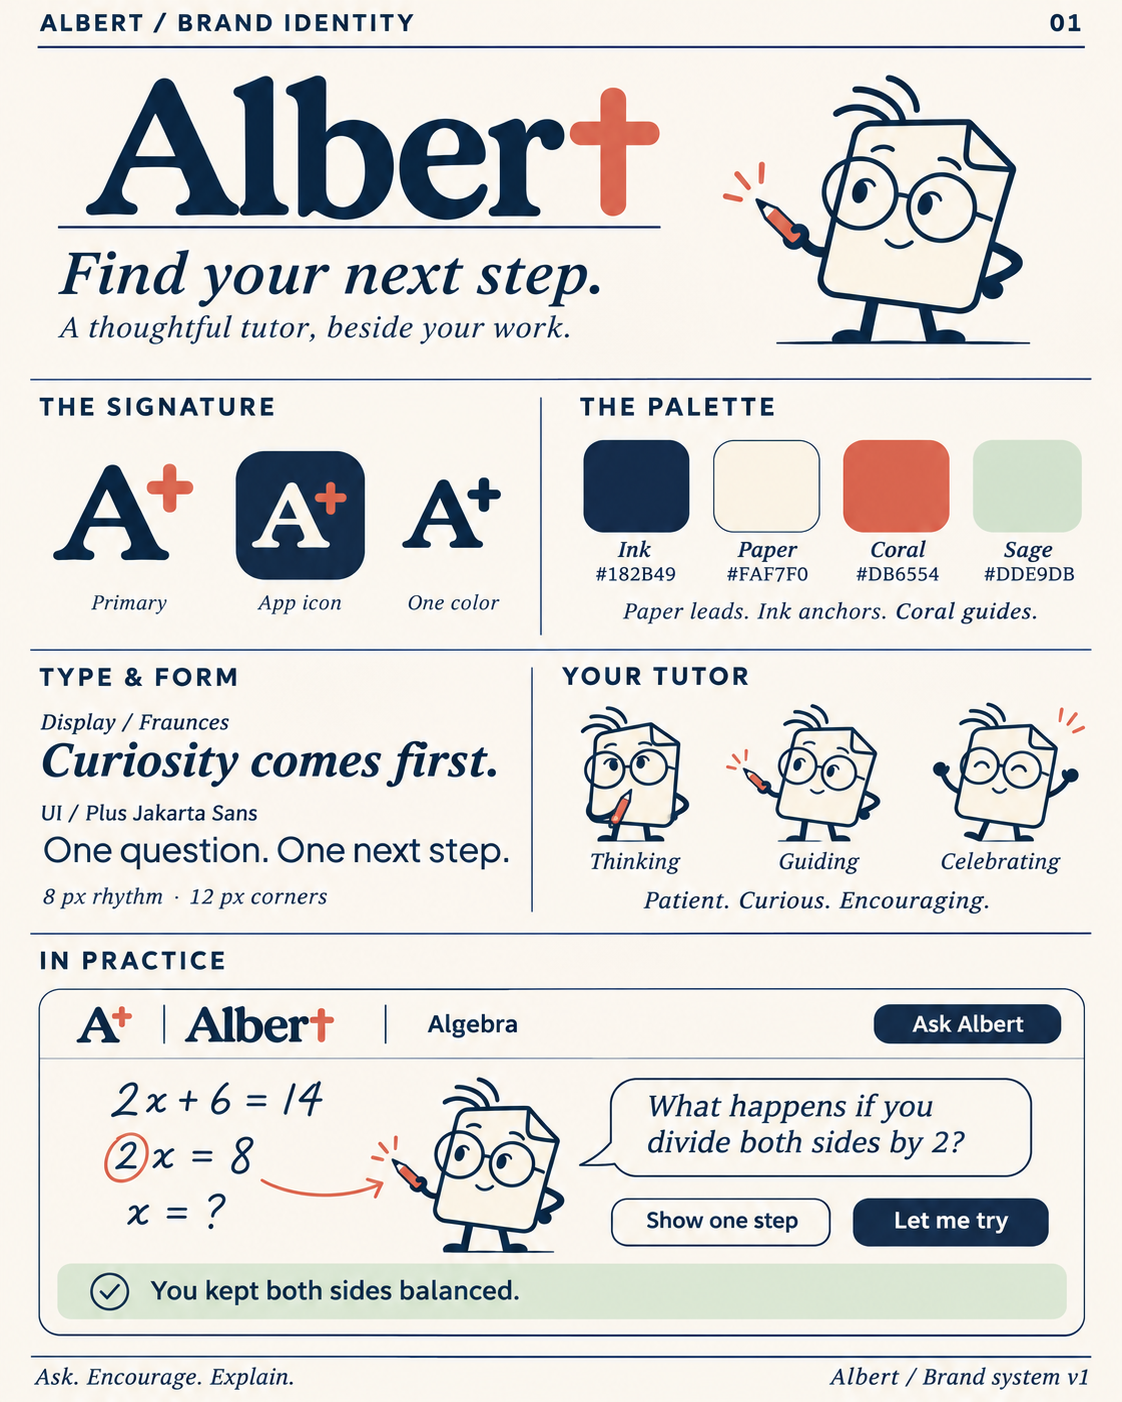 ALBERT / BRAND IDENTITY
01
Albert
Find your next step.
A thoughtful tutor, beside your work.
THE SIGNATURE
A+
A+
A+
Primary
App icon
One color
THE PALETTE
Ink
Paper
Coral
Sage
#182B49
#FAF7F0
#DB6554
#DDE9DB
Paper leads. Ink anchors. Coral guides.
TYPE & FORM
Display / Fraunces
Curiosity comes first.
UI / Plus Jakarta Sans
One question. One next step.
8 px rhythm · 12 px corners
YOUR TUTOR
Thinking
Guiding
Celebrating
Patient. Curious. Encouraging.
IN PRACTICE
A+
Albert
Algebra
Ask Albert
2x + 6 = 14
2x = 8
x = ?
What happens if you
divide both sides by 2?
Show one step
Let me try
You kept both sides balanced.
Ask. Encourage. Explain.
Albert / Brand system v1